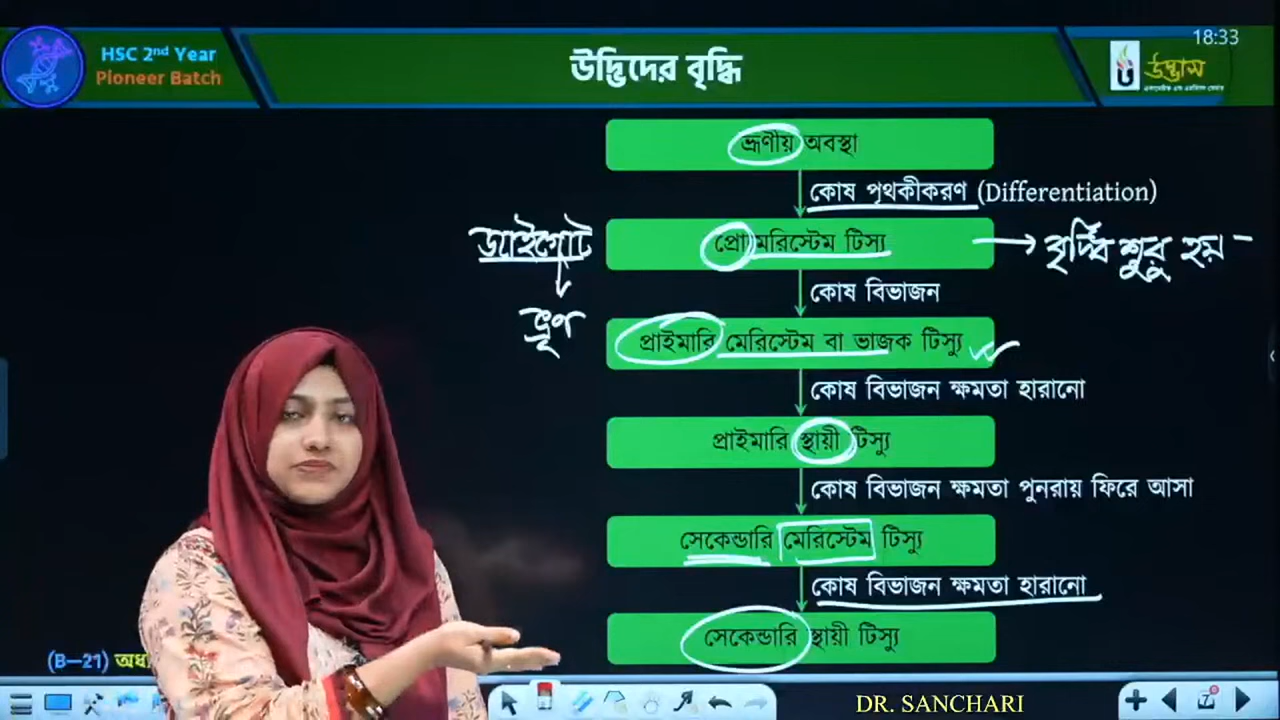 18:33
HSC 2nd Year
Pioneer Batch
উদ্ভিদের বৃদ্ধি
উদ্ভাস
ভ্রূণীয় অবস্থা
কোষ পৃথকীকরণ (Differentiation)
জাইগোট
প্রোমেরিস্টেম টিস্যু
বৃদ্ধি শুরু হয় -
কোষ বিভাজন
ভ্রূণ
প্রাইমারি মেরিস্টেম বা ভাজক টিস্যু
কোষ বিভাজন ক্ষমতা হারানো
প্রাইমারি স্থায়ী টিস্যু
কোষ বিভাজন ক্ষমতা পুনরায় ফিরে আসা
সেকেন্ডারি মেরিস্টেম টিস্যু
কোষ বিভাজন ক্ষমতা হারানো
সেকেন্ডারি স্থায়ী টিস্যু
(B–21)
DR. SANCHARI